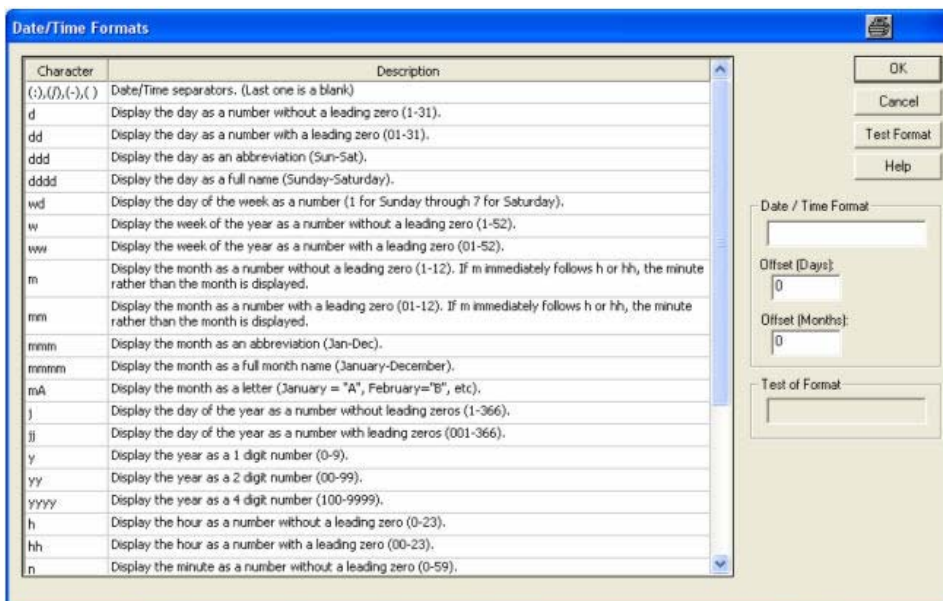 Date/Time Formats
Character Description
(:),(/),(-),( ) Date/Time separators. (Last one is a blank)
d Display the day as a number without a leading zero (1-31).
dd Display the day as a number with a leading zero (01-31).
ddd Display the day as an abbreviation (Sun-Sat).
dddd Display the day as a full name (Sunday-Saturday).
wd Display the day of the week as a number (1 for Sunday through 7 for Saturday).
w Display the week of the year as a number without a leading zero (1-52).
ww Display the week of the year as a number with a leading zero (01-52).
m Display the month as a number without a leading zero (1-12). If m immediately follows h or hh, the minute
rather than the month is displayed.
mm Display the month as a number with a leading zero (01-12). If m immediately follows h or hh, the minute
rather than the month is displayed.
mmm Display the month as an abbreviation (Jan-Dec).
mmmm Display the month as a full month name (January-December).
mA Display the month as a letter (January = "A", February="B", etc).
j Display the day of the year as a number without leading zeros (1-366).
jj Display the day of the year as a number with leading zeros (001-366).
y Display the year as a 1 digit number (0-9).
yy Display the year as a 2 digit number (00-99).
yyyy Display the year as a 4 digit number (100-9999).
h Display the hour as a number without a leading zero (0-23).
hh Display the hour as a number with a leading zero (00-23).
n Display the minute as a number without a leading zero (0-59).
OK
Cancel
Test Format
Help
Date / Time Format
Offset (Days):
0
Offset (Months):
0
Test of Format